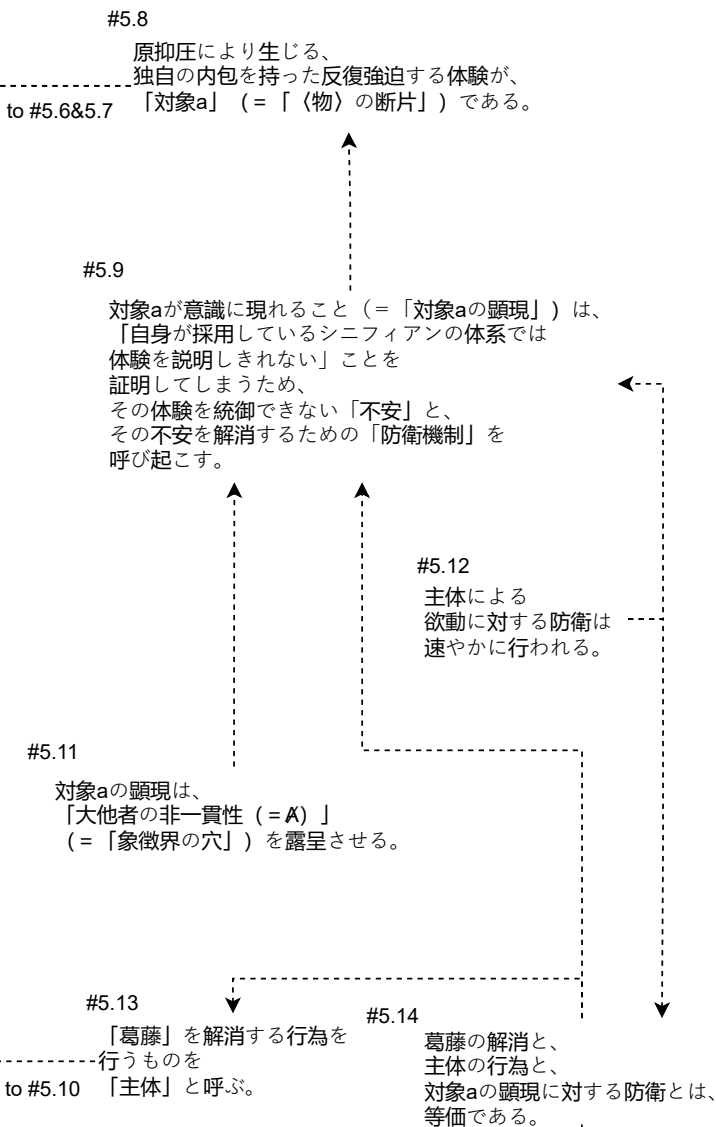 #5.8
原抑圧により生じる、
独自の内包を持った反復強迫する体験が、
「対象a」（=「〈物〉の断片」）である。
to #5.6&5.7
#5.9
対象aが意識に現れること（=「対象aの顕現」）は、
「自身が採用しているシニフィアンの体系では
体験を説明しきれない」ことを
証明してしまうため、
その体験を統御できない「不安」と、
その不安を解消するための「防衛機制」を
呼び起こす。
#5.12
主体による
欲動に対する防衛は
速やかに行われる。
#5.11
対象aの顕現は、
「大他者の非一貫性（=Ⱥ）」
（=「象徴界の穴」）を露呈させる。
#5.13
「葛藤」を解消する行為を
行うものを
「主体」と呼ぶ。
to #5.10
#5.14
葛藤の解消と、
主体の行為と、
対象aの顕現に対する防衛とは、
等価である。